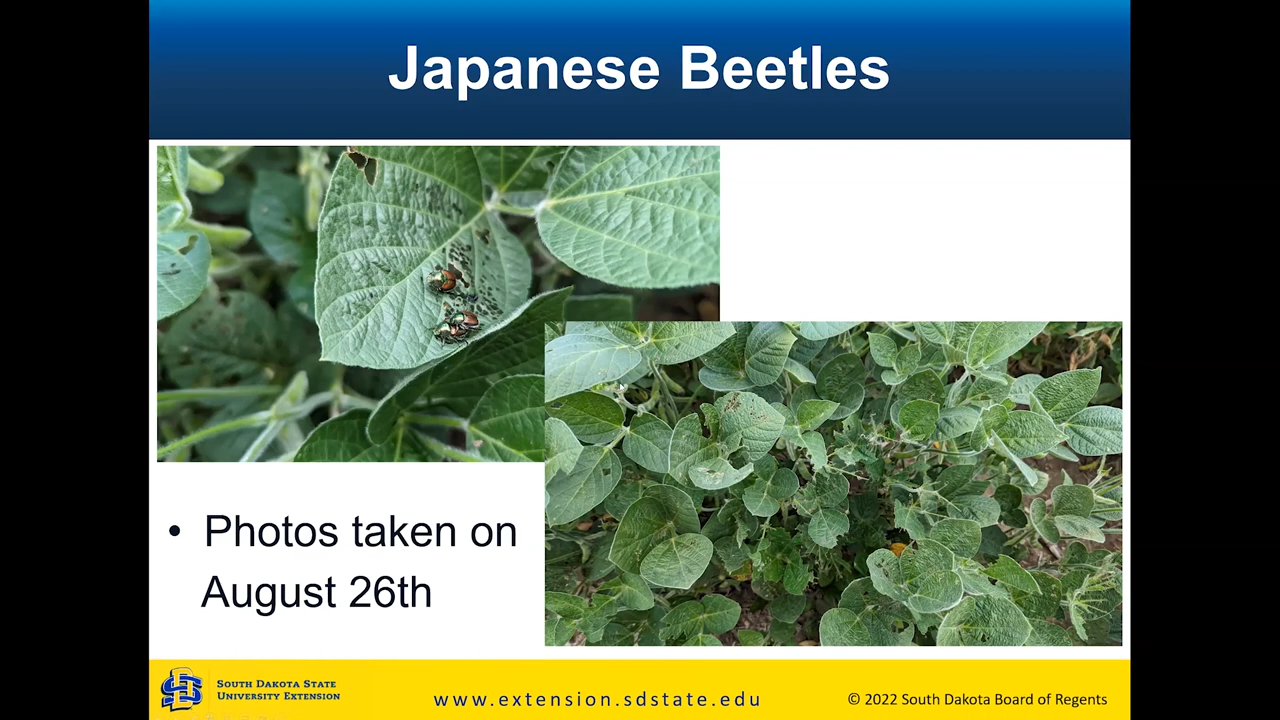 Japanese Beetles
• Photos taken on
August 26th
SOUTH DAKOTA STATE
UNIVERSITY EXTENSION
www.extension.sdstate.edu
© 2022 South Dakota Board of Regents